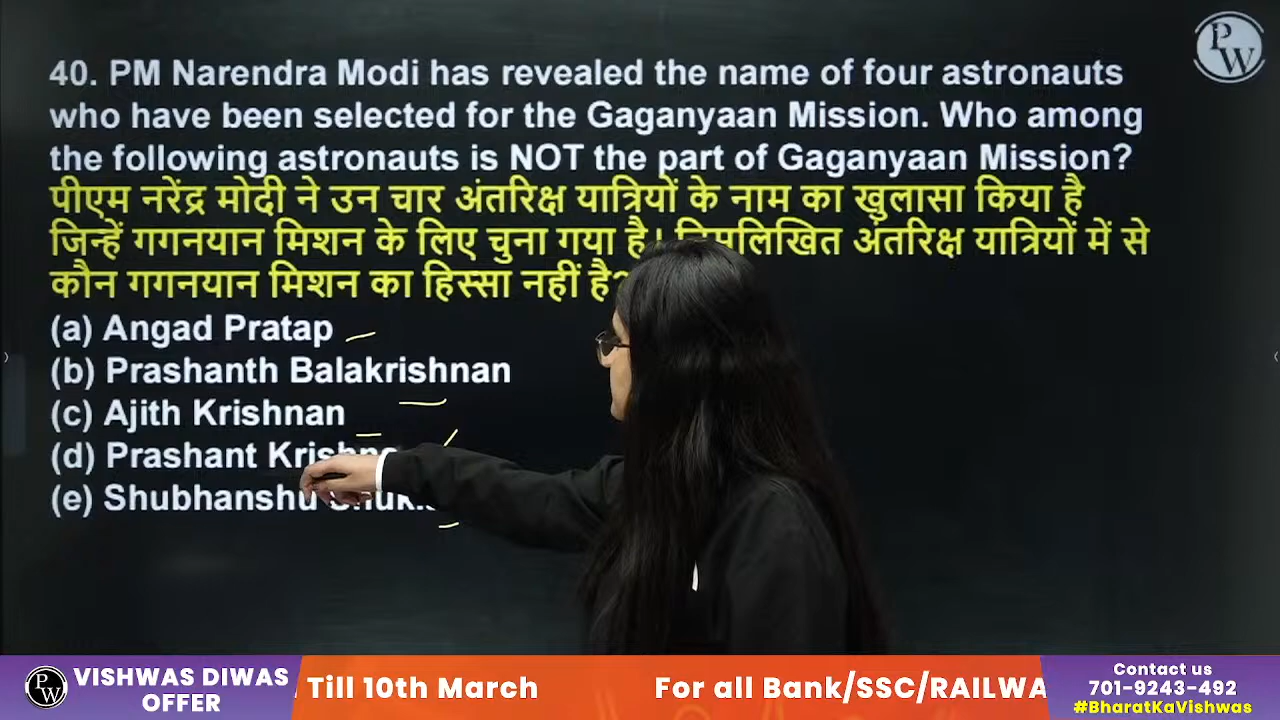 PW
40. PM Narendra Modi has revealed the name of four astronauts
who have been selected for the Gaganyaan Mission. Who among
the following astronauts is NOT the part of Gaganyaan Mission?
पीएम नरेंद्र मोदी ने उन चार अंतरिक्ष यात्रियों के नाम का खुलासा किया है
जिन्हें गगनयान मिशन के लिए चुना गया है। अंतरिक्ष यात्रियों में से
कौन गगनयान मिशन का हिस्सा नहीं है
(a) Angad Pratap
(b) Prashanth Balakrishnan
(c) Ajith Krishnan
(d) Prashant
(e) Shubhanshu
PW
VISHWAS DIWAS
OFFER
Till 10th March
For all Bank/SSC/RAILWA
Contact us
701-9243-492
#BharatKaVishwas